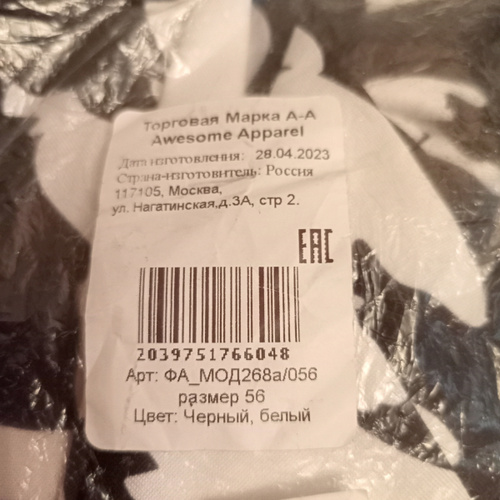 Торговая Марка А-А
Awesome Apparel
Дата изготовления: 28.04.2023
Страна-изготовитель: Россия
117105, Москва,
ул. Нагатинская,д.3А, стр 2.
EAC
2039751766048
Арт: ФА_МОД268а/056
размер 56
Цвет: Черный, белый